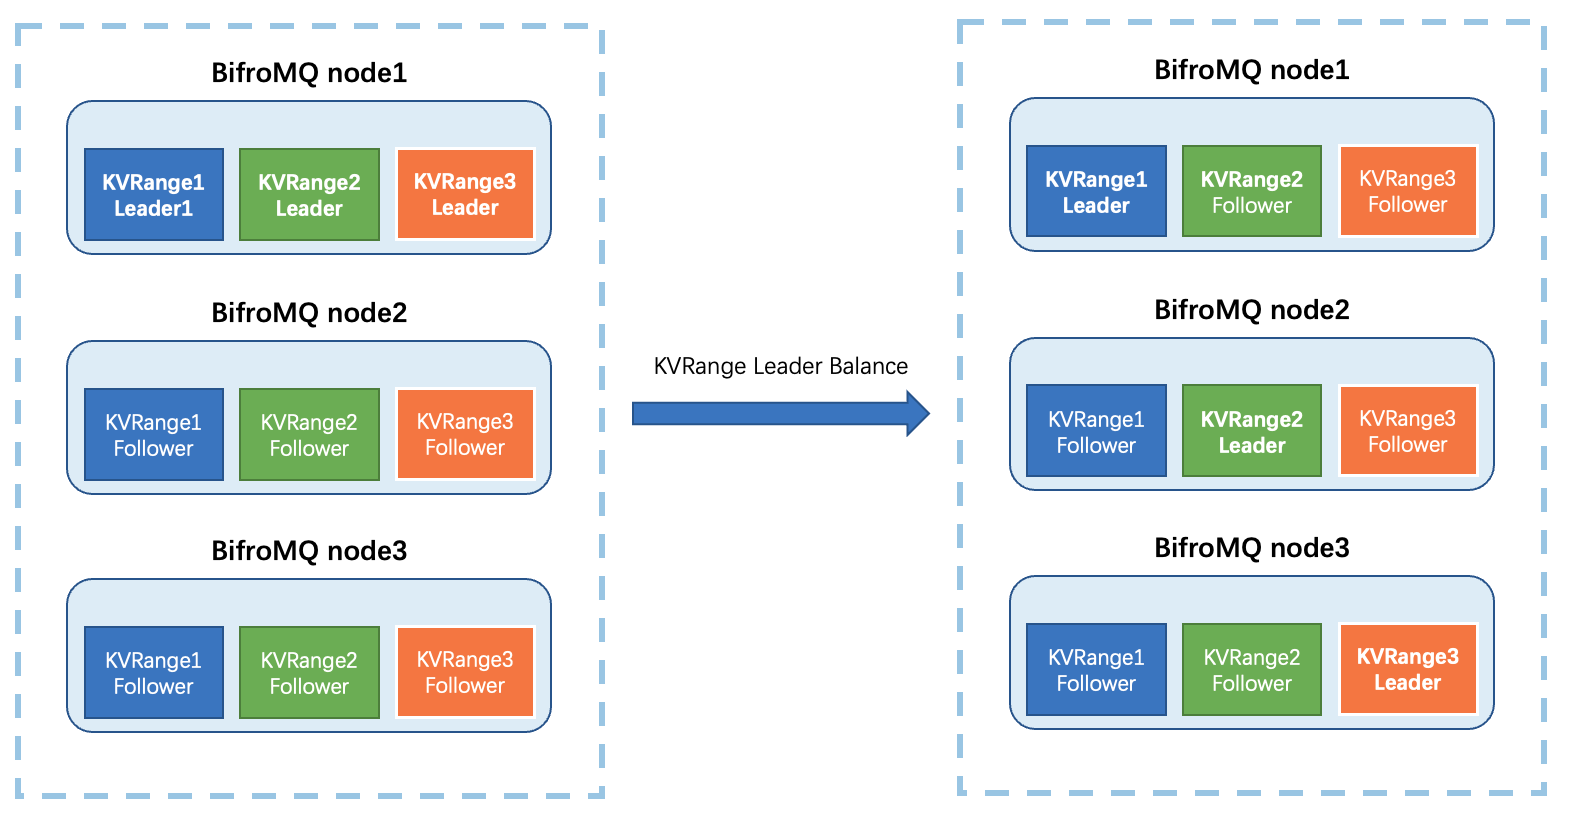 BifroMQ node1
KVRange1
Leader1
KVRange2
Leader
KVRange3
Leader
BifroMQ node2
KVRange1
Follower
KVRange2
Follower
KVRange3
Follower
BifroMQ node3
KVRange1
Follower
KVRange2
Follower
KVRange3
Follower
KVRange Leader Balance
BifroMQ node1
KVRange1
Leader
KVRange2
Follower
KVRange3
Follower
BifroMQ node2
KVRange1
Follower
KVRange2
Leader
KVRange3
Follower
BifroMQ node3
KVRange1
Follower
KVRange2
Follower
KVRange3
Leader